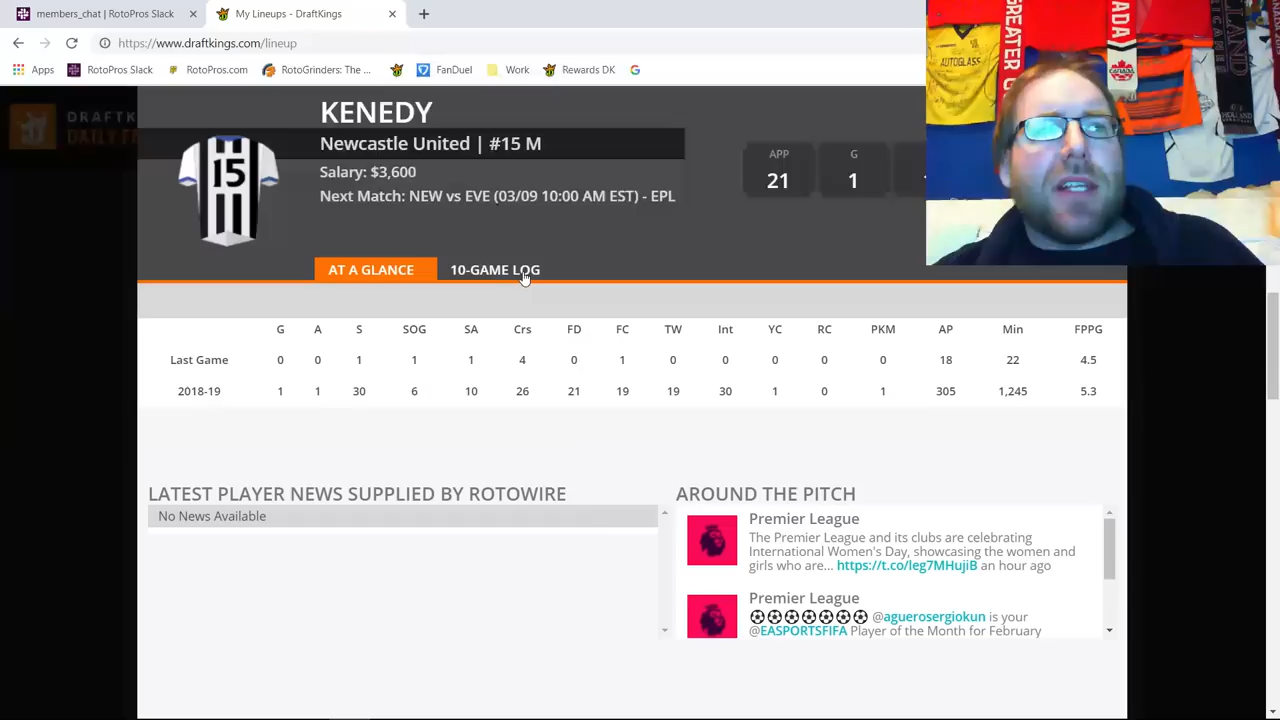 members_chat | RotoPros Slack
My Lineups - DraftKings
https://www.draftkings.com/lineup
Apps RotoPros Slack RotoPros.com RotoGrinders: The ... FanDuel Work Rewards DK
KENEDY
Newcastle United | #15 M
Salary: $3,600
Next Match: NEW vs EVE (03/09 10:00 AM EST) - EPL
15
APP G
21 1
AT A GLANCE 10-GAME LOG
G A S SOG SA Crs FD FC TW Int YC RC PKM AP Min FPPG
Last Game 0 0 1 1 1 4 0 1 0 0 0 0 0 18 22 4.5
2018-19 1 1 30 6 10 26 21 19 19 30 1 0 1 305 1,245 5.3
LATEST PLAYER NEWS SUPPLIED BY ROTOWIRE
No News Available
AROUND THE PITCH
Premier League
The Premier League and its clubs are celebrating
International Women's Day, showcasing the women and
girls who are... https://t.co/leg7MHujiB an hour ago
Premier League
⚽⚽⚽⚽⚽⚽⚽ @aguerosergiokun is your
@EASPORTSFIFA Player of the Month for February
GREATER
AUTOGLASS